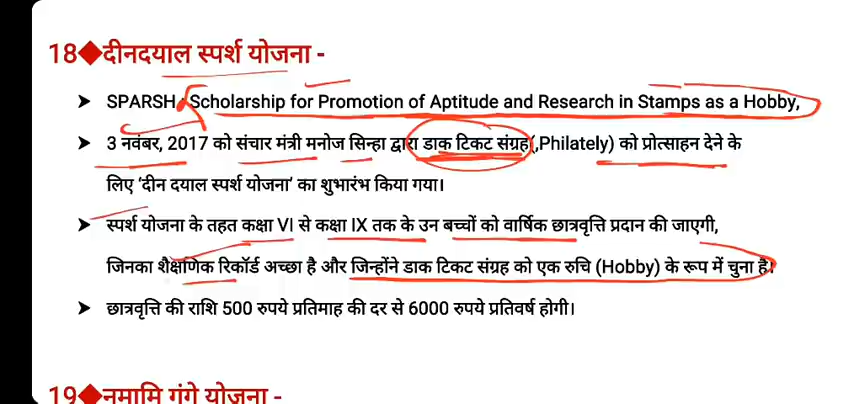 18◆दीनदयाल स्पर्श योजना -
➤ SPARSH - Scholarship for Promotion of Aptitude and Research in Stamps as a Hobby,
➤ 3 नवंबर, 2017 को संचार मंत्री मनोज सिन्हा द्वारा डाक टिकट संग्रह(,Philately) को प्रोत्साहन देने के
लिए ‘दीन दयाल स्पर्श योजना’ का शुभारंभ किया गया।
➤ स्पर्श योजना के तहत कक्षा VI से कक्षा IX तक के उन बच्चों को वार्षिक छात्रवृत्ति प्रदान की जाएगी,
जिनका शैक्षणिक रिकॉर्ड अच्छा है और जिन्होंने डाक टिकट संग्रह को एक रुचि (Hobby) के रूप में चुना है।
➤ छात्रवृत्ति की राशि 500 रुपये प्रतिमाह की दर से 6000 रुपये प्रतिवर्ष होगी।
19◆नमामि गंगे योजना -